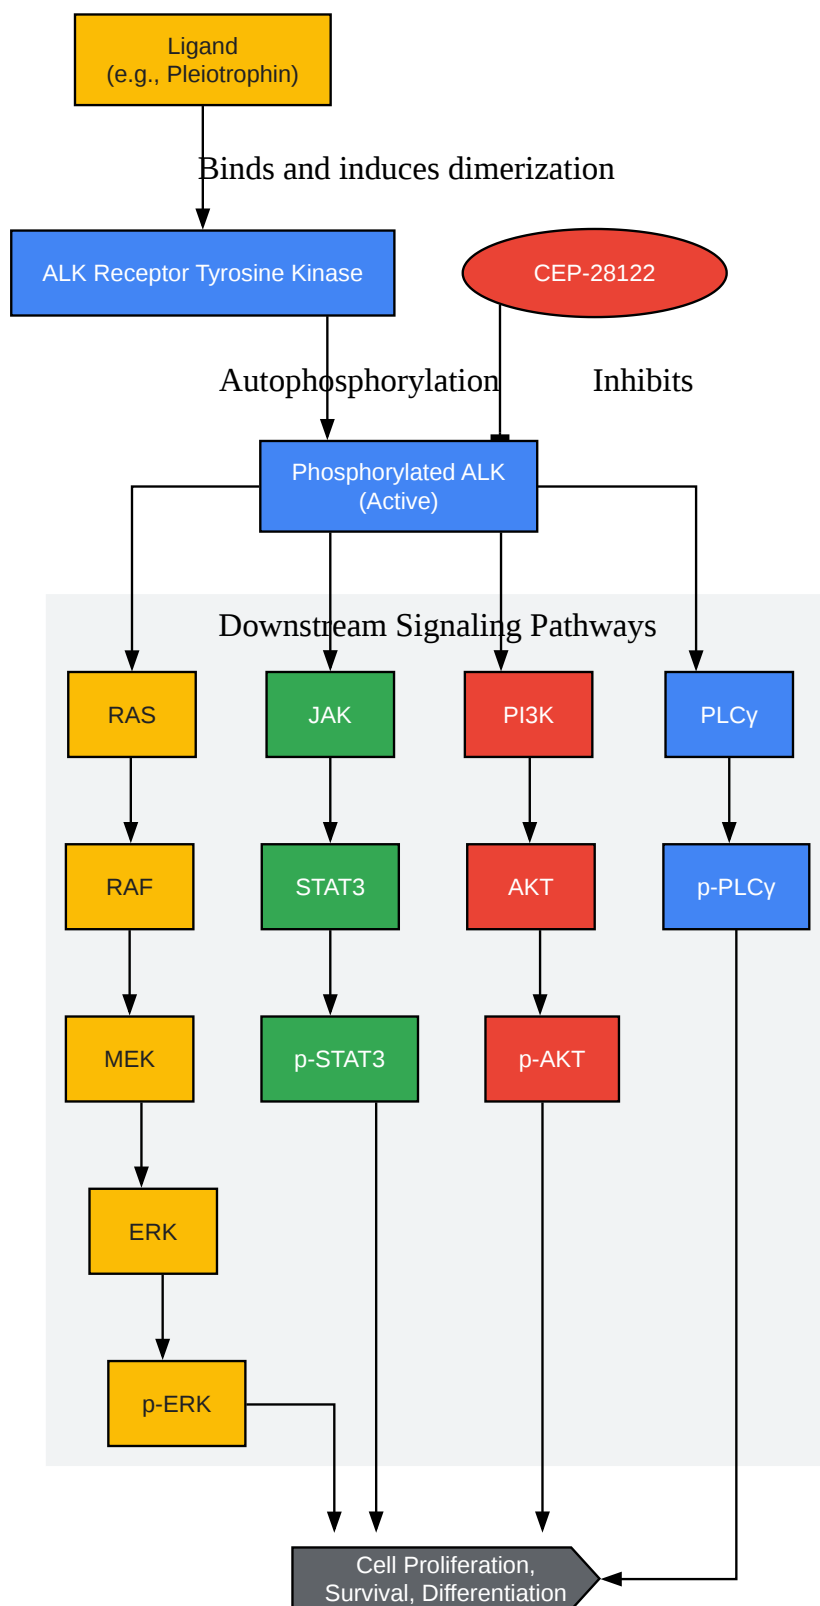 Ligand
(e.g., Pleiotrophin)
Binds and induces dimerization
ALK Receptor Tyrosine Kinase
CEP-28122
Autophosphorylation
Inhibits
Phosphorylated ALK
(Active)
Downstream Signaling Pathways
RAS
JAK
PI3K
PLCγ
RAF
STAT3
AKT
p-PLCγ
MEK
p-STAT3
p-AKT
ERK
p-ERK
Cell Proliferation,
Survival, Differentiation